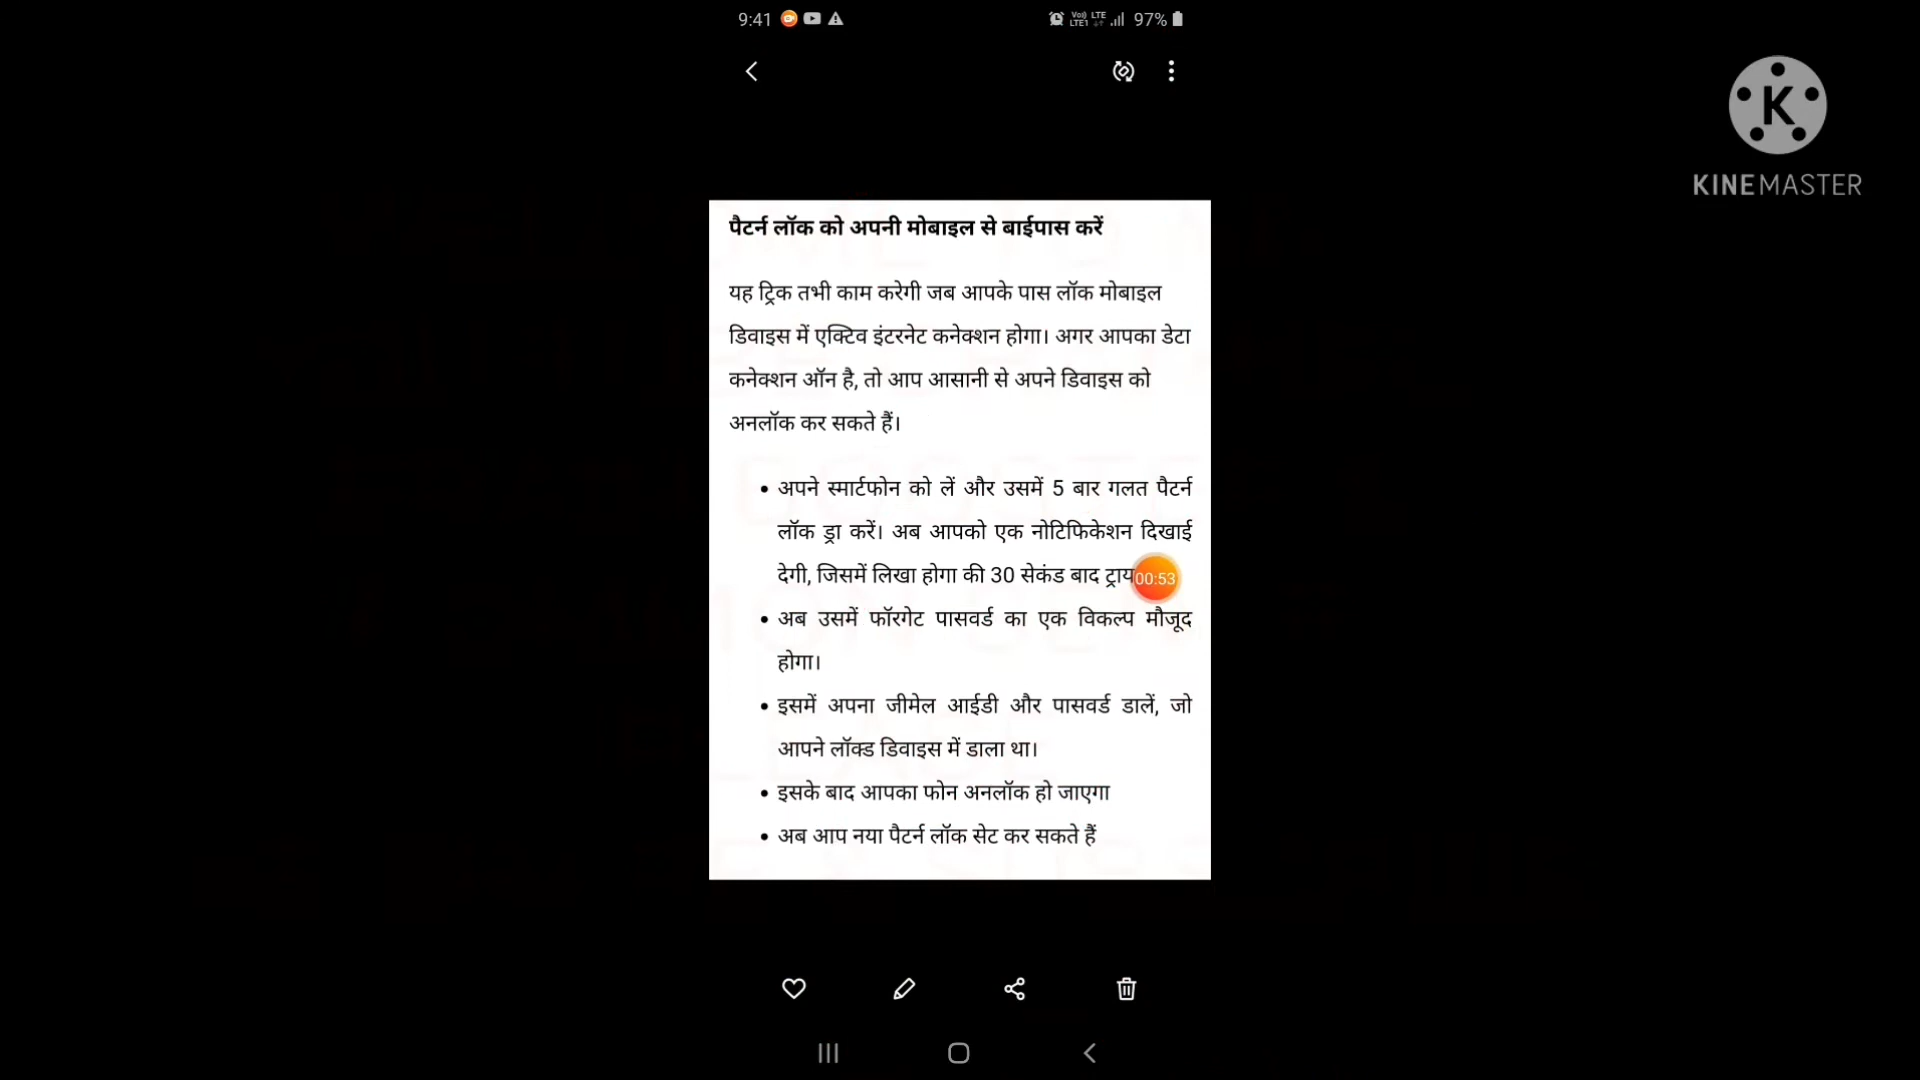 9:41
Vo) LTE
LTE1
97%
KINEMASTER
पैटर्न लॉक को अपनी मोबाइल से बाईपास करें
यह ट्रिक तभी काम करेगी जब आपके पास लॉक मोबाइल
डिवाइस में एक्टिव इंटरनेट कनेक्शन होगा। अगर आपका डेटा
कनेक्शन ऑन है, तो आप आसानी से अपने डिवाइस को
अनलॉक कर सकते हैं।
• अपने स्मार्टफोन को लें और उसमें 5 बार गलत पैटर्न
लॉक ड्रा करें। अब आपको एक नोटिफिकेशन दिखाई
देगी, जिसमें लिखा होगा की 30 सेकंड बाद ट्राय
00:53
• अब उसमें फॉरगेट पासवर्ड का एक विकल्प मौजूद
होगा।
• इसमें अपना जीमेल आईडी और पासवर्ड डालें, जो
आपने लॉक्ड डिवाइस में डाला था।
• इसके बाद आपका फोन अनलॉक हो जाएगा
• अब आप नया पैटर्न लॉक सेट कर सकते हैं